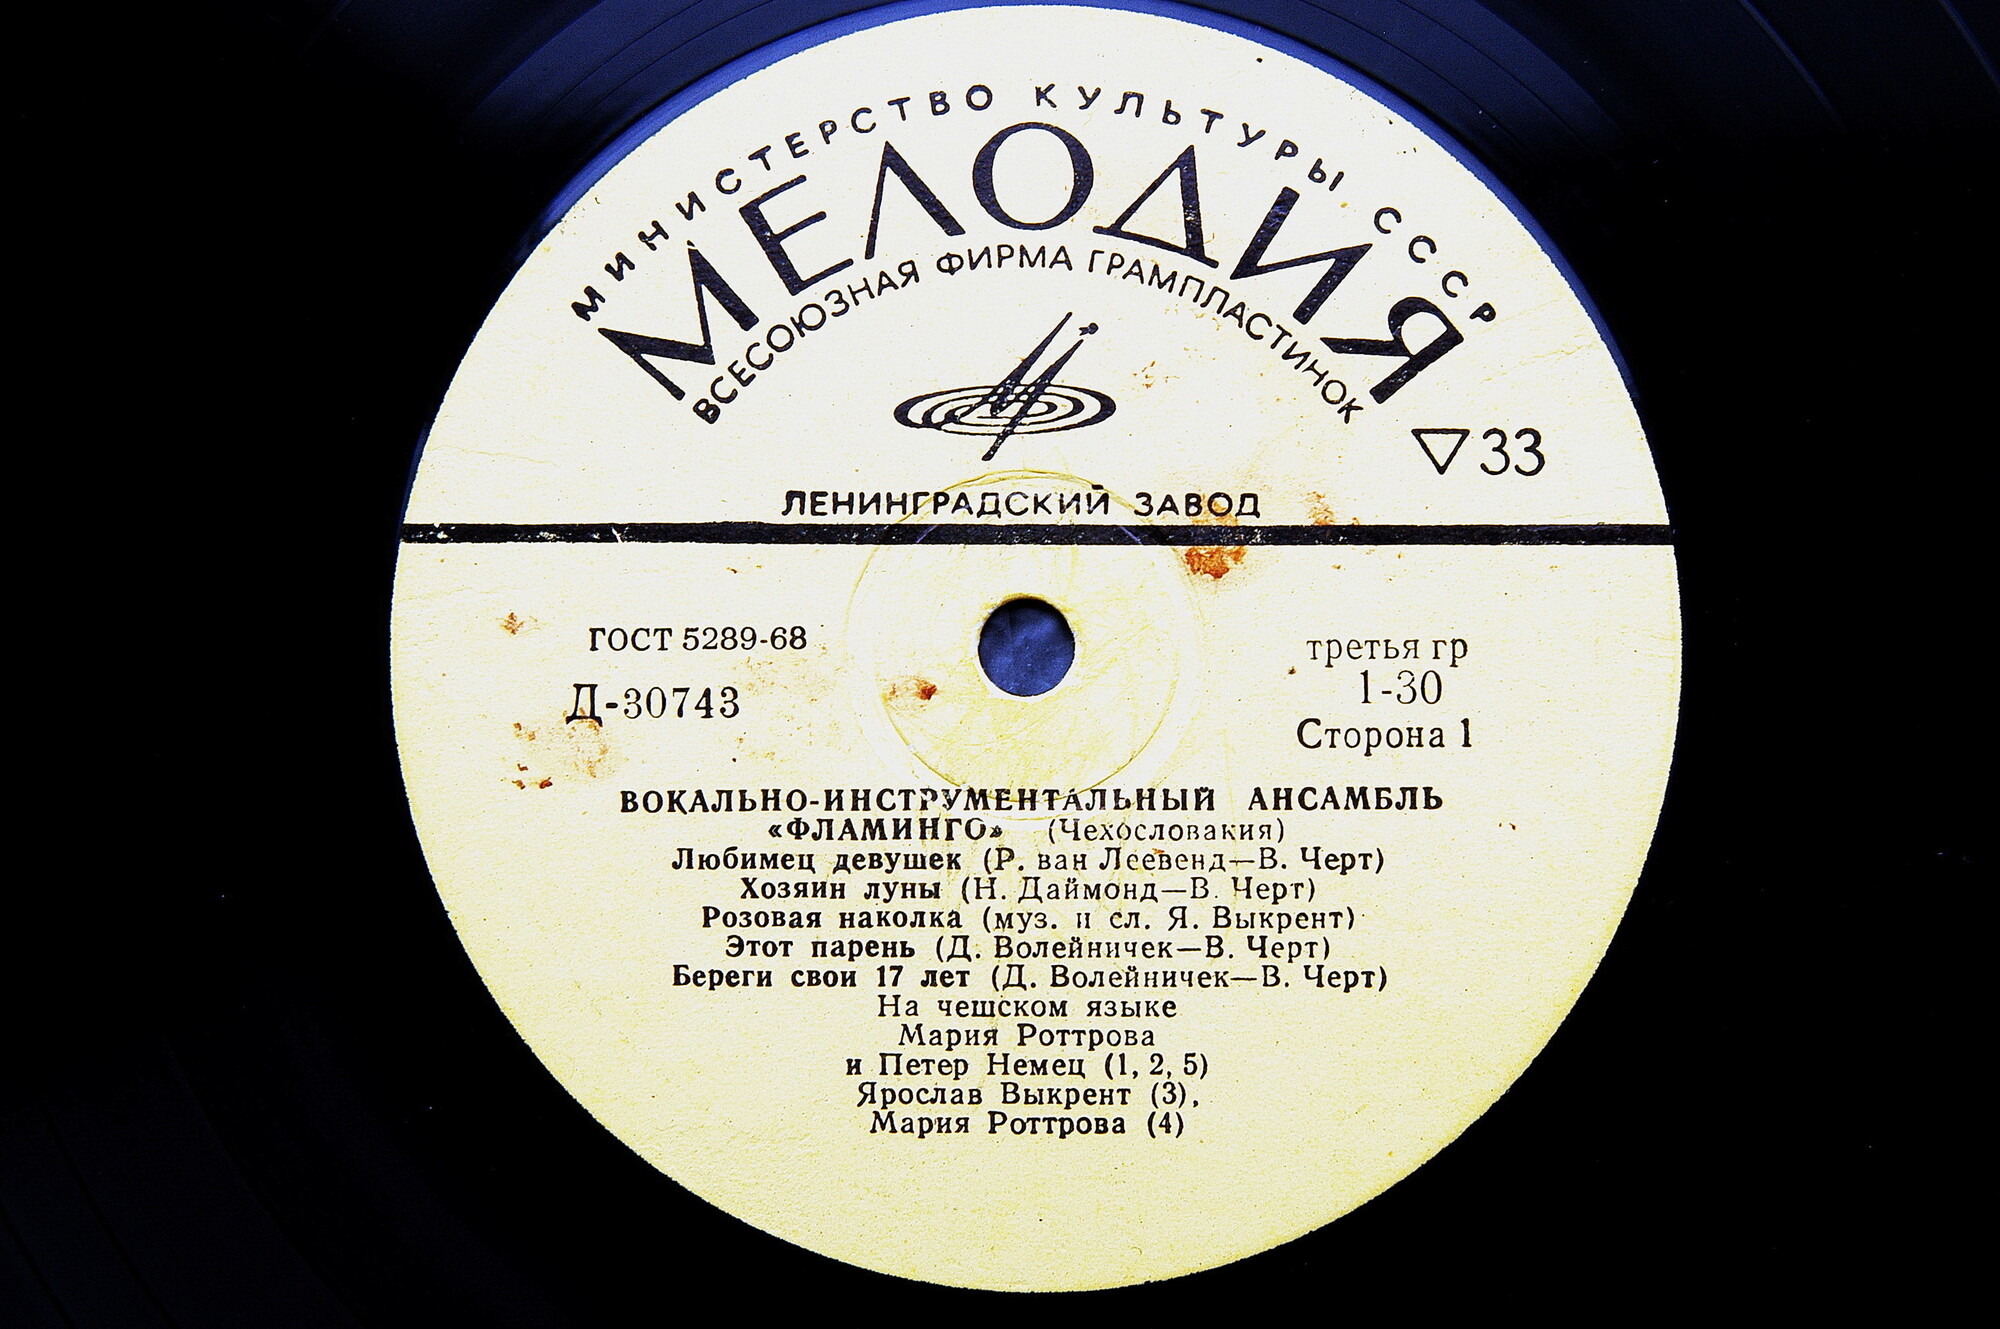 МИНИСТЕРСТВО КУЛЬТУРЫ СССР
МЕЛОДИЯ
ВСЕСОЮЗНАЯ ФИРМА ГРАМПЛАСТИНОК
▽33
ЛЕНИНГРАДСКИЙ ЗАВОД
ГОСТ 5289-68
Д-30743
третья гр
1-30
Сторона 1
ВОКАЛЬНО-ИНСТРУМЕНТАЛЬНЫЙ АНСАМБЛЬ
«ФЛАМИНГО» (Чехословакия)
Любимец девушек (Р. ван Леевенд—В. Черт)
Хозяин луны (Н. Даймонд—В. Черт)
Розовая наколка (муз. и сл. Я. Выкрент)
Этот парень (Д. Волейничек—В. Черт)
Береги свои 17 лет (Д. Волейничек—В. Черт)
На чешском языке
Мария Роттрова
и Петер Немец (1, 2, 5)
Ярослав Выкрент (3),
Мария Роттрова (4)